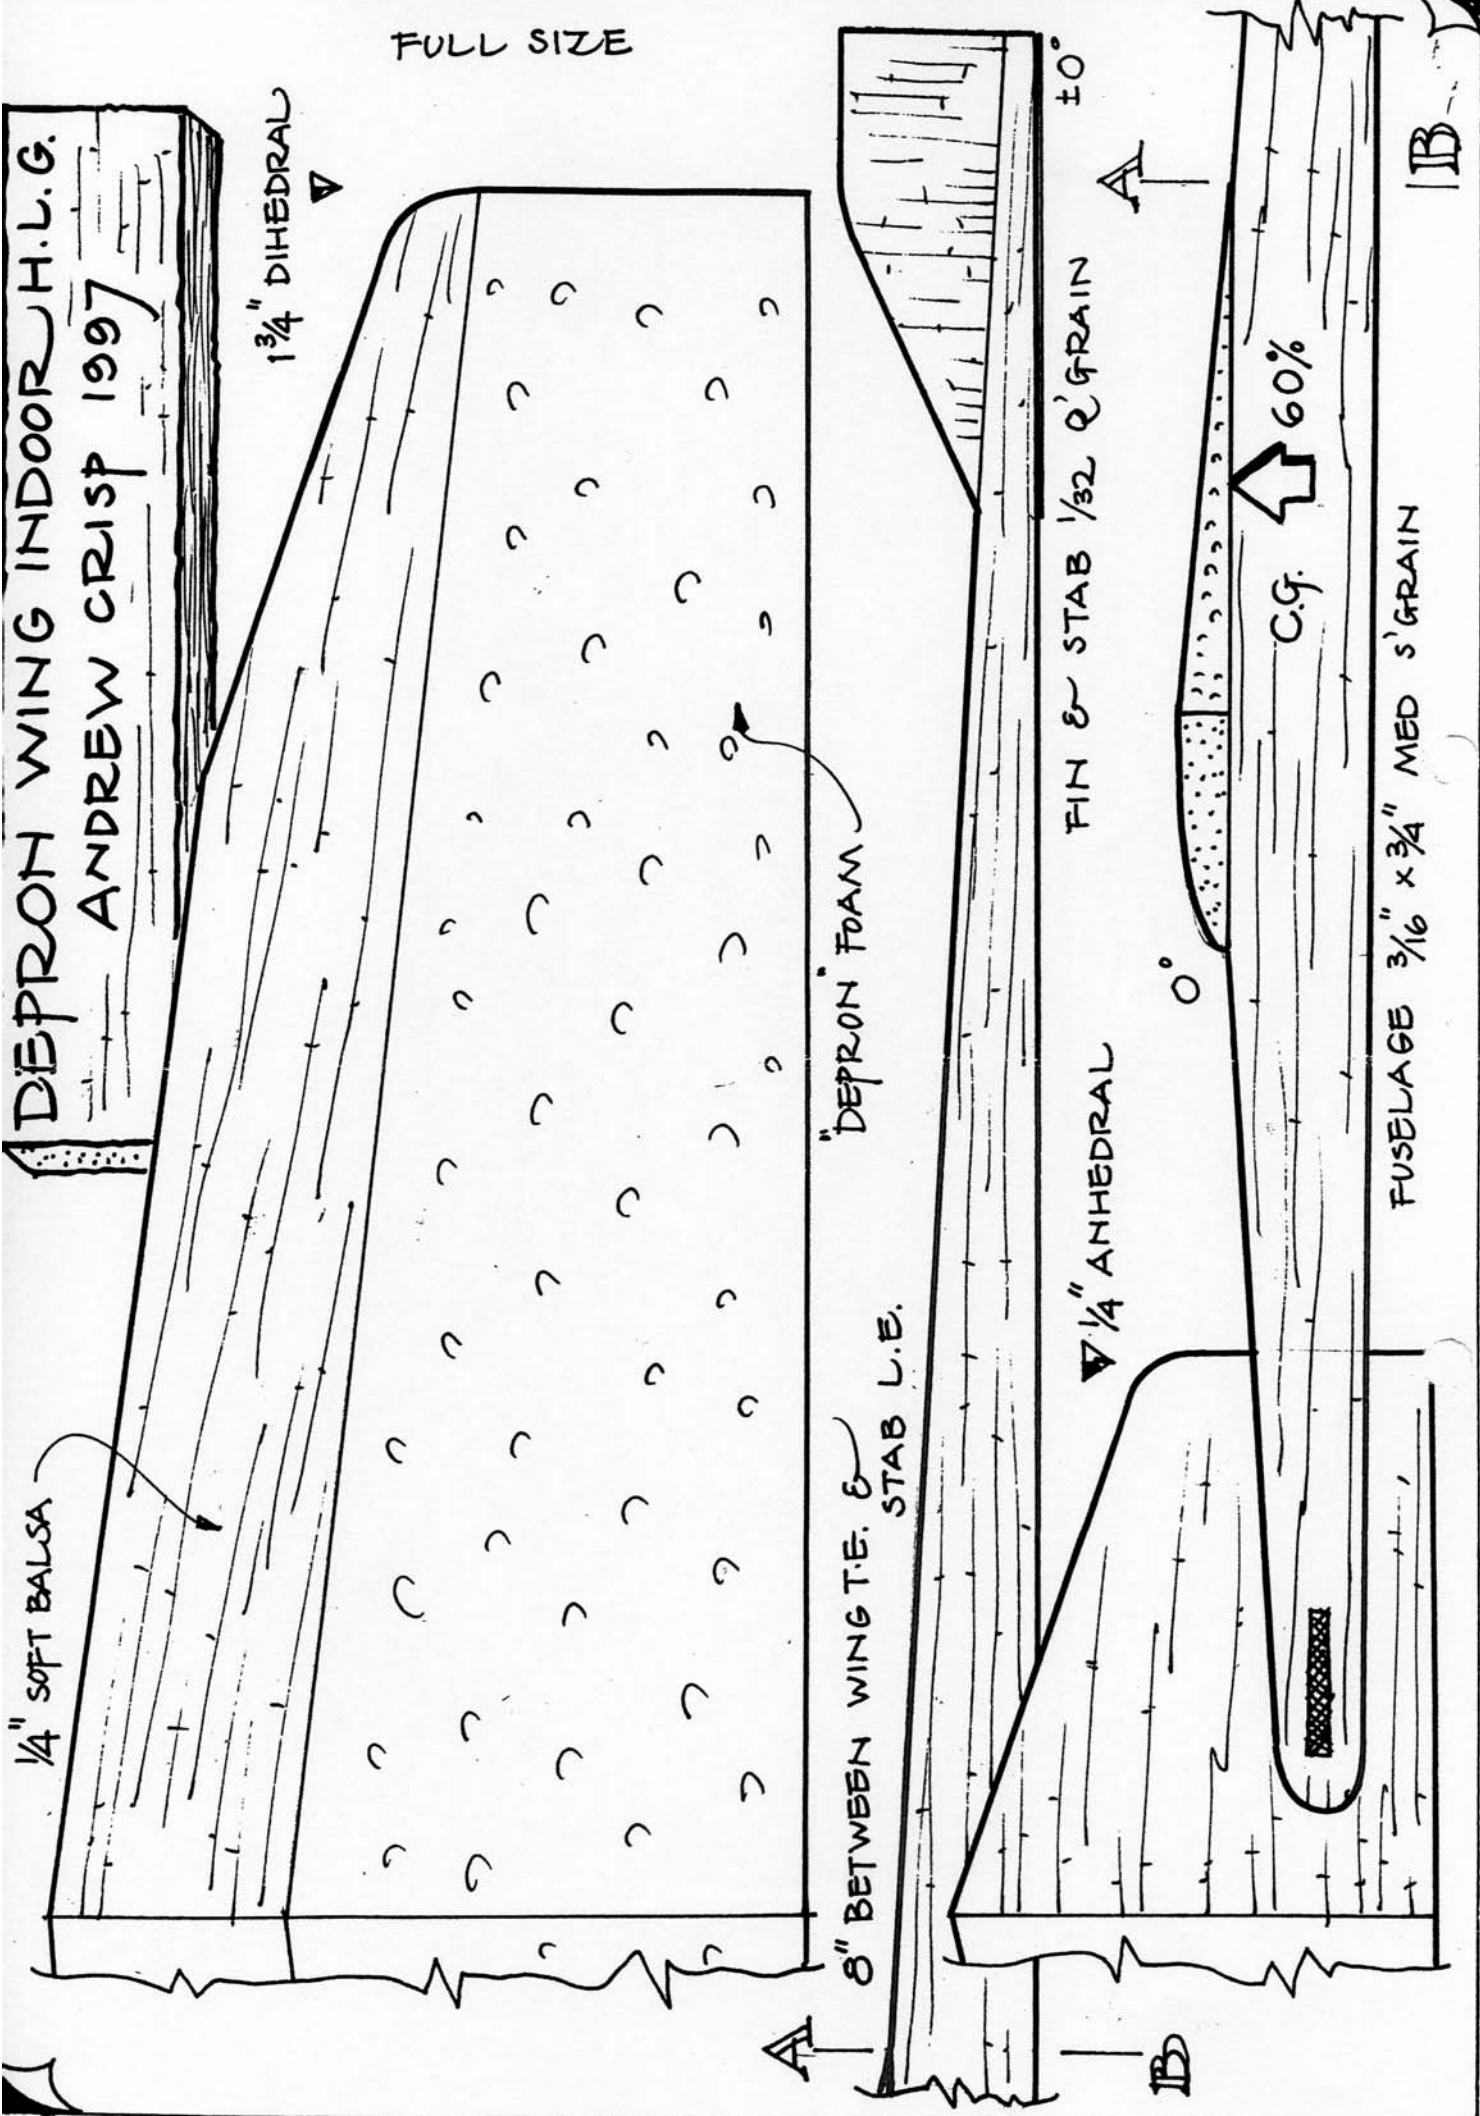 FULL SIZE
DEPRON WING INDOOR H.L.G.
ANDREW CRISP 1997
1 3/4" DIHEDRAL
1/4" SOFT BALSA
"DEPRON" FOAM
8" BETWEEN WING T.E. &
STAB L.E.
±0°
FIN & STAB 1/32 Q'GRAIN
1/4" ANHEDRAL
A
A
0°
C.G. 60%
FUSELAGE 3/16" x 3/4" MED S'GRAIN
B
B